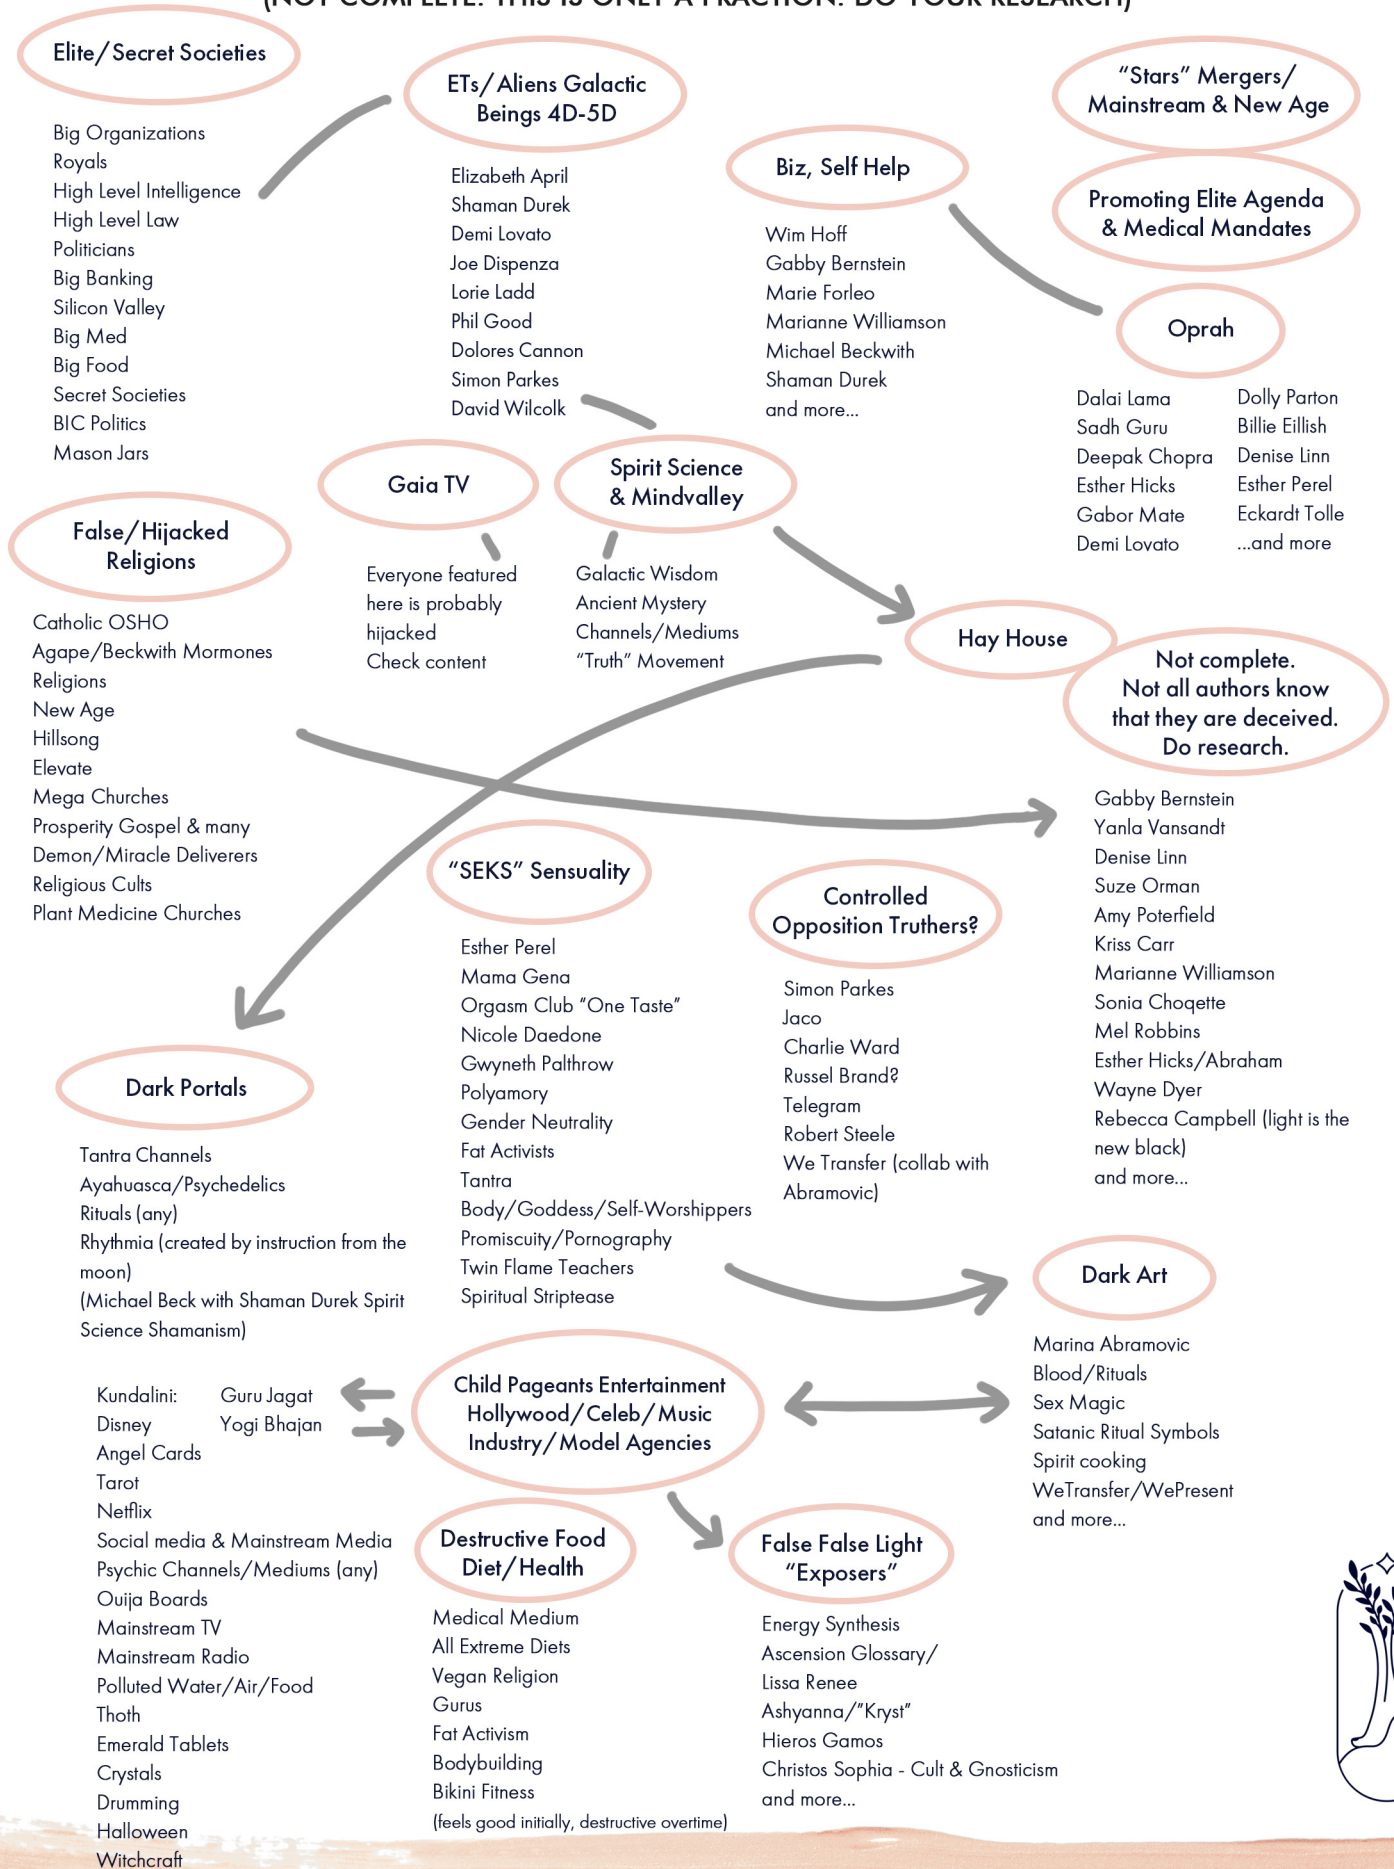 (NOT COMPLETE. THIS IS ONLY A FRACTION. DO YOUR RESEARCH)
Elite/Secret Societies
Big Organizations
Royals
High Level Intelligence
High Level Law
Politicians
Big Banking
Silicon Valley
Big Med
Big Food
Secret Societies
BIC Politics
Mason Jars
ETs/Aliens Galactic
Beings 4D-5D
Elizabeth April
Shaman Durek
Demi Lovato
Joe Dispenza
Lorie Ladd
Phil Good
Dolores Cannon
Simon Parkes
David Wilcolk
Biz, Self Help
Wim Hoff
Gabby Bernstein
Marie Forleo
Marianne Williamson
Michael Beckwith
Shaman Durek
and more...
“Stars” Mergers/
Mainstream & New Age
Promoting Elite Agenda
& Medical Mandates
Oprah
Dalai Lama
Sadh Guru
Deepak Chopra
Esther Hicks
Gabor Mate
Demi Lovato
Dolly Parton
Billie Eillish
Denise Linn
Esther Perel
Eckardt Tolle
...and more
Gaia TV
Everyone featured
here is probably
hijacked
Check content
Spirit Science
& Mindvalley
Galactic Wisdom
Ancient Mystery
Channels/Mediums
“Truth” Movement
False/Hijacked
Religions
Catholic OSHO
Agape/Beckwith Mormones
Religions
New Age
Hillsong
Elevate
Mega Churches
Prosperity Gospel & many
Demon/Miracle Deliverers
Religious Cults
Plant Medicine Churches
Hay House
Not complete.
Not all authors know
that they are deceived.
Do research.
Gabby Bernstein
Yanla Vansandt
Denise Linn
Suze Orman
Amy Poterfield
Kriss Carr
Marianne Williamson
Sonia Choqette
Mel Robbins
Esther Hicks/Abraham
Wayne Dyer
Rebecca Campbell (light is the
new black)
and more...
“SEKS” Sensuality
Esther Perel
Mama Gena
Orgasm Club “One Taste”
Nicole Daedone
Gwyneth Palthrow
Polyamory
Gender Neutrality
Fat Activists
Tantra
Body/Goddess/Self-Worshippers
Promiscuity/Pornography
Twin Flame Teachers
Spiritual Striptease
Controlled
Opposition Truthers?
Simon Parkes
Jaco
Charlie Ward
Russel Brand?
Telegram
Robert Steele
We Transfer (collab with
Abramovic)
Dark Portals
Tantra Channels
Ayahuasca/Psychedelics
Rituals (any)
Rhythmia (created by instruction from the
moon)
(Michael Beck with Shaman Durek Spirit
Science Shamanism)
Kundalini:
Disney
Angel Cards
Tarot
Netflix
Social media & Mainstream Media
Psychic Channels/Mediums (any)
Ouija Boards
Mainstream TV
Mainstream Radio
Polluted Water/Air/Food
Thoth
Emerald Tablets
Crystals
Drumming
Halloween
Witchcraft
Guru Jagat
Yogi Bhajan
Child Pageants Entertainment
Hollywood/Celeb/Music
Industry/Model Agencies
Dark Art
Marina Abramovic
Blood/Rituals
Sex Magic
Satanic Ritual Symbols
Spirit cooking
WeTransfer/WePresent
and more...
Destructive Food
Diet/Health
Medical Medium
All Extreme Diets
Vegan Religion
Gurus
Fat Activism
Bodybuilding
Bikini Fitness
(feels good initially, destructive overtime)
False False Light
“Exposers”
Energy Synthesis
Ascension Glossary/
Lissa Renee
Ashyanna/”Kryst”
Hieros Gamos
Christos Sophia - Cult & Gnosticism
and more...